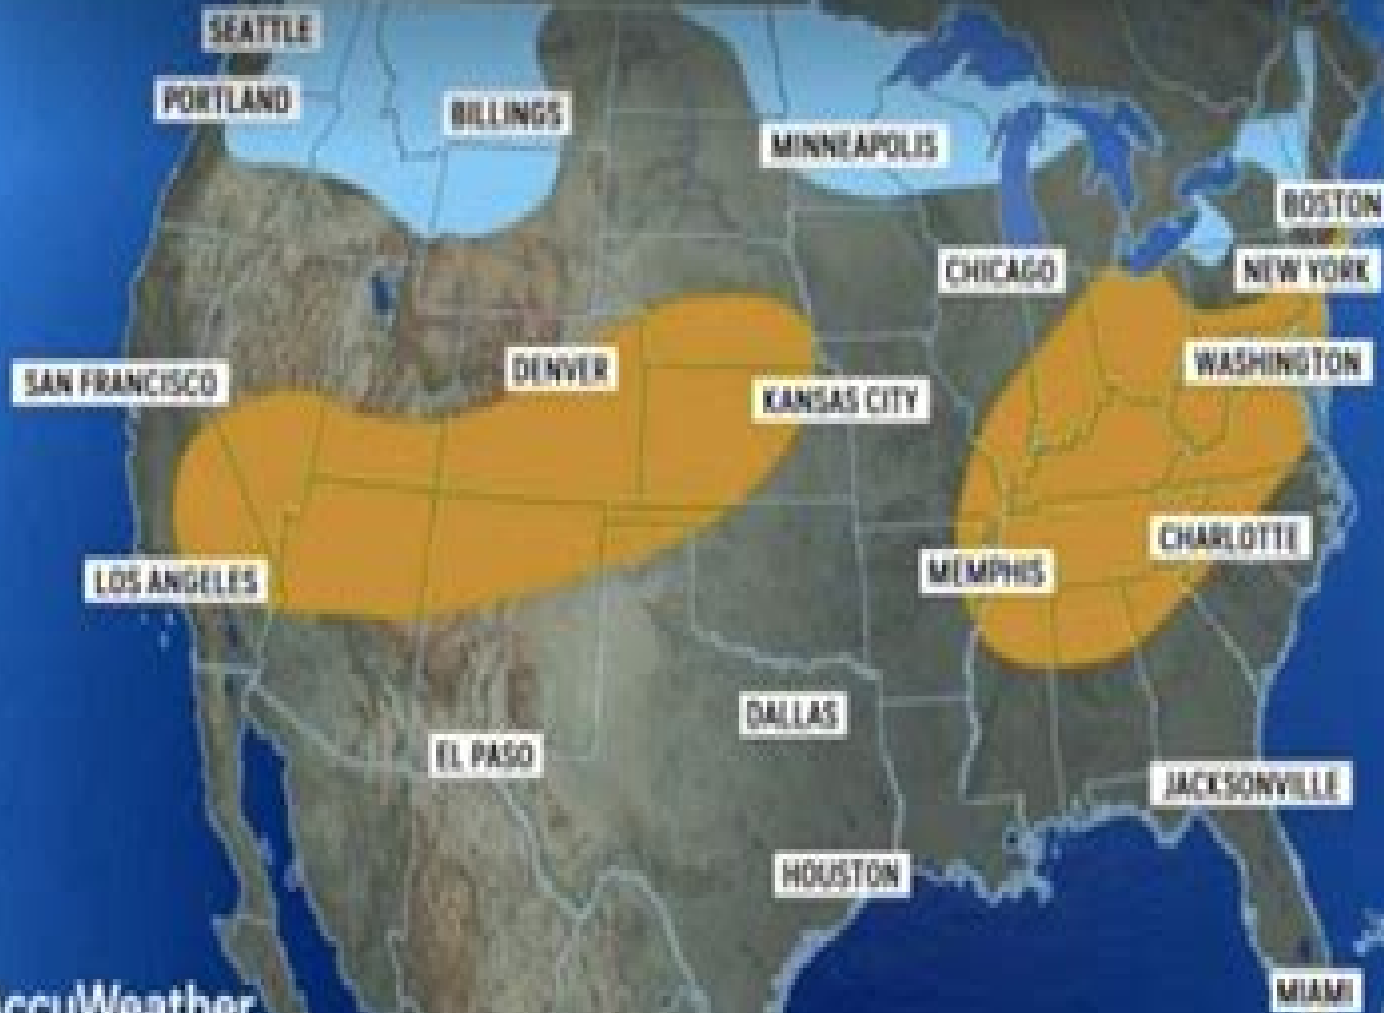 SEATTLE
PORTLAND
BILLINGS
MINNEAPOLIS
BOSTON
CHICAGO
NEW YORK
SAN FRANCISCO
DENVER
KANSAS CITY
WASHINGTON
LOS ANGELES
MEMPHIS
CHARLOTTE
DALLAS
EL PASO
JACKSONVILLE
HOUSTON
MIAMI
ccuWeather